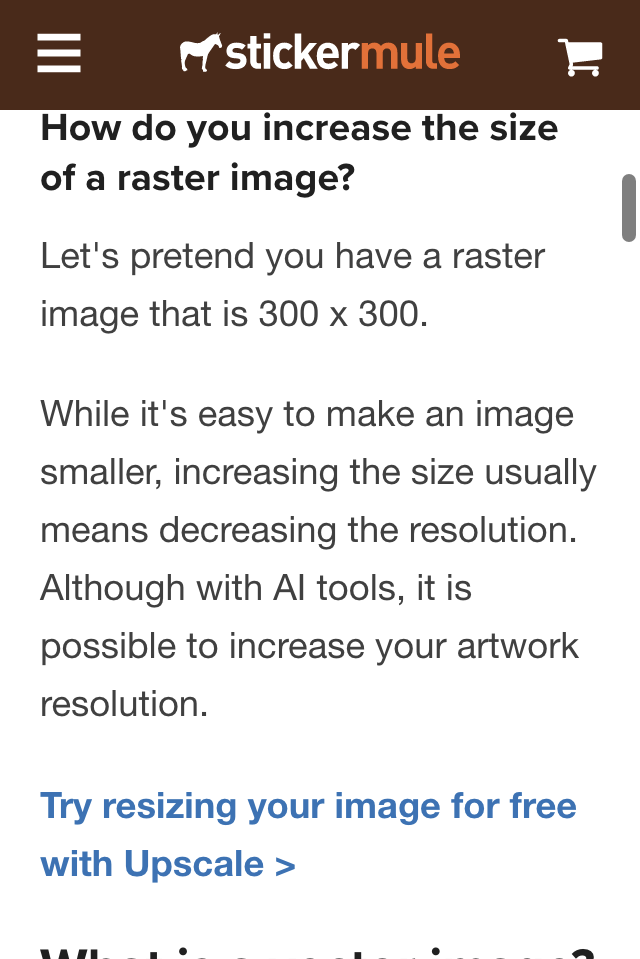 stickermule
How do you increase the size
of a raster image?
Let's pretend you have a raster
image that is 300 x 300.
While it's easy to make an image
smaller, increasing the size usually
means decreasing the resolution.
Although with AI tools, it is
possible to increase your artwork
resolution.
Try resizing your image for free
with Upscale >